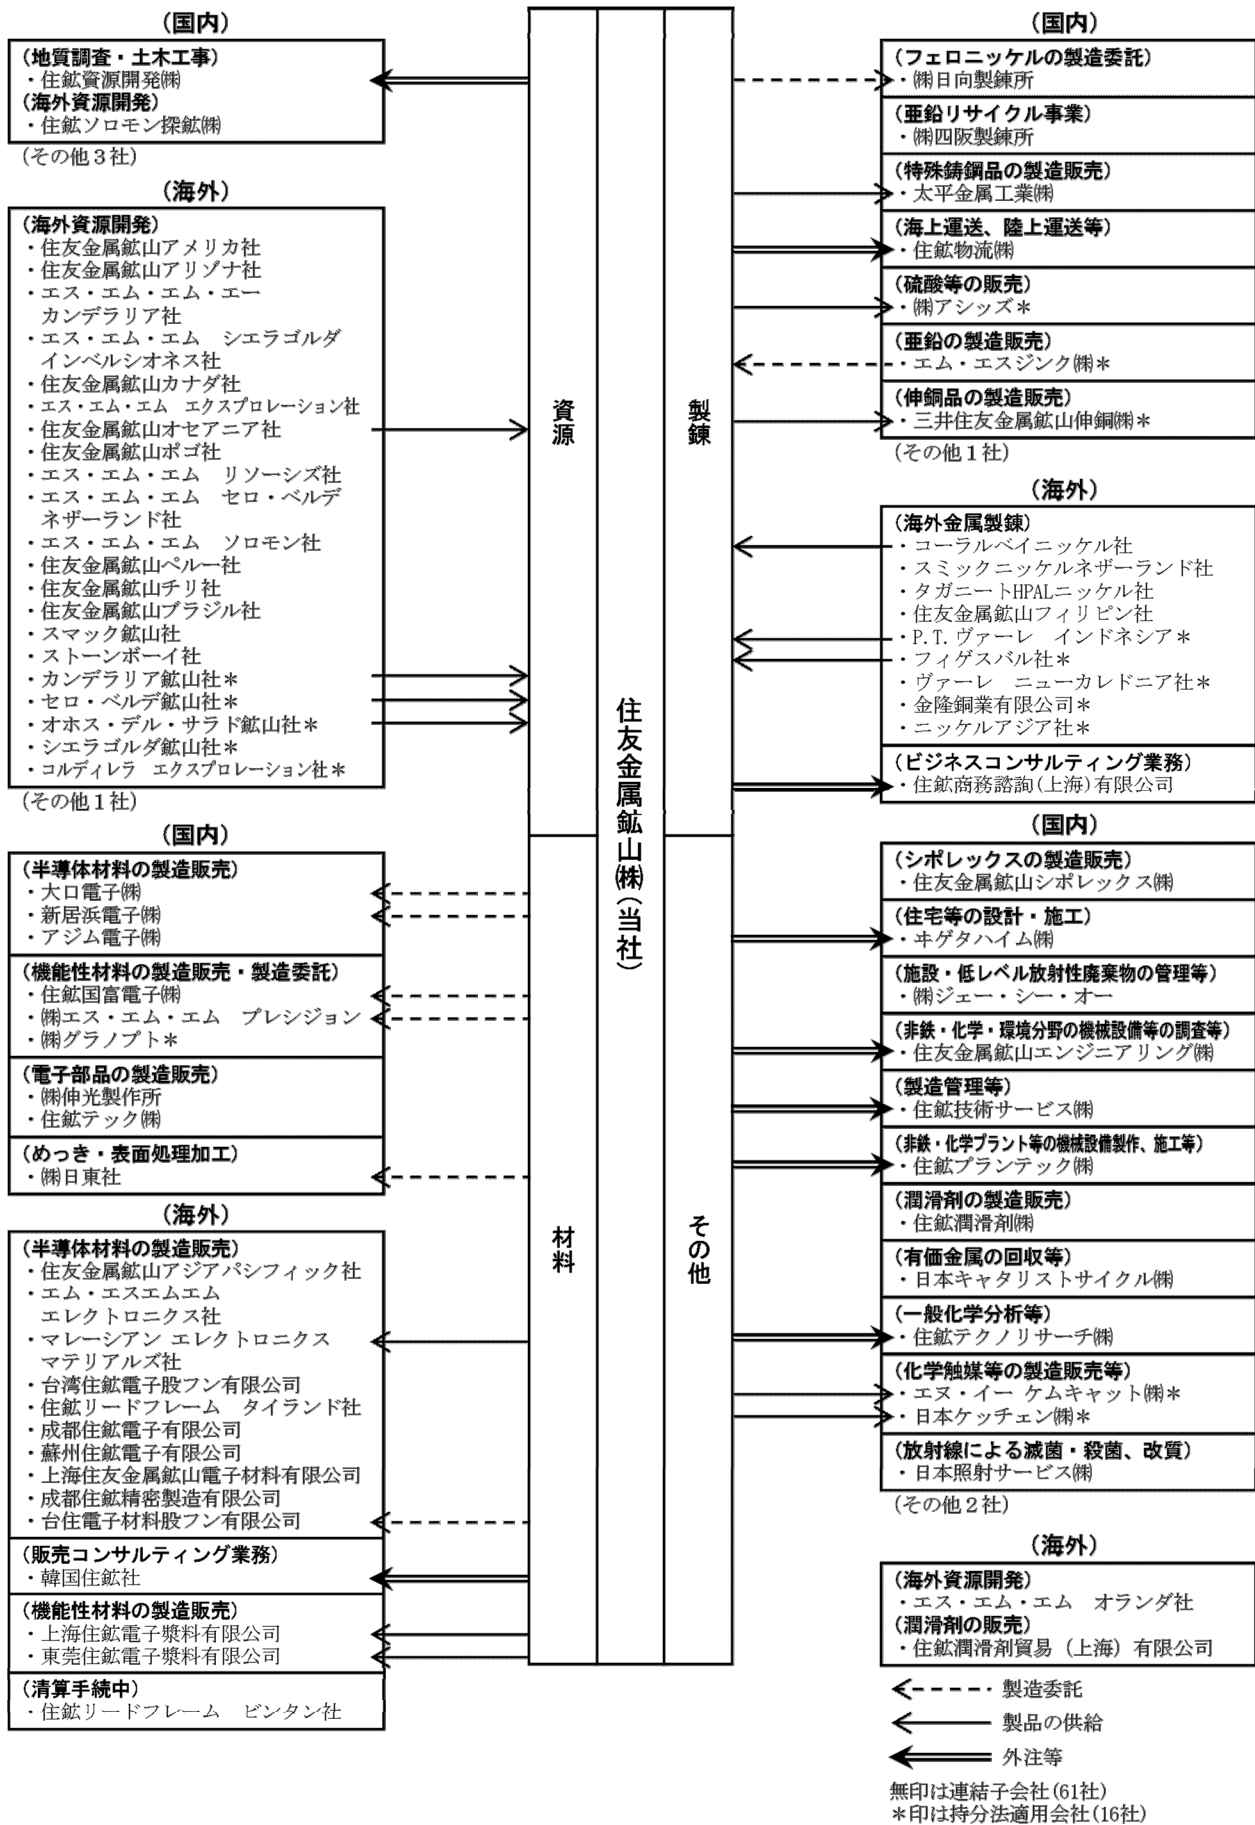 (国内)
(地質調査・土木工事)
・住鉱資源開発㈱
(海外資源開発)
・住鉱ソロモン探鉱㈱
(その他3社)
(海外)
(海外資源開発)
・住友金属鉱山アメリカ社
・住友金属鉱山アリゾナ社
・エス・エム・エム・エー
カンデラリア社
・エス・エム・エム シエラゴルダ
インベルシオネス社
・住友金属鉱山カナダ社
・エス・エム・エム エクスプロレーション社
・住友金属鉱山オセアニア社
・住友金属鉱山ポゴ社
・エス・エム・エム リソーシズ社
・エス・エム・エム セロ・ベルデ
ネザーランド社
・エス・エム・エム ソロモン社
・住友金属鉱山ペルー社
・住友金属鉱山チリ社
・住友金属鉱山ブラジル社
・スマック鉱山社
・ストーンボーイ社
・カンデラリア鉱山社*
・セロ・ベルデ鉱山社*
・オホス・デル・サラド鉱山社*
・シエラゴルダ鉱山社*
・コルディレラ エクスプロレーション社*
(その他1社)
(国内)
(半導体材料の製造販売)
・大口電子㈱
・新居浜電子㈱
・アジム電子㈱
(機能性材料の製造販売・製造委託)
・住鉱国富電子㈱
・㈱エス・エム・エム プレシジョン
・㈱グラノプト*
(電子部品の製造販売)
・㈱伸光製作所
・住鉱テック㈱
(めっき・表面処理加工)
・㈱日東社
(海外)
(半導体材料の製造販売)
・住友金属鉱山アジアパシフィック社
・エム・エスエムエム
エレクトロニクス社
・マレーシアン エレクトロニクス
マテリアルズ社
・台湾住鉱電子股フン有限公司
・住鉱リードフレーム タイランド社
・成都住鉱電子有限公司
・蘇州住鉱電子有限公司
・上海住友金属鉱山電子材料有限公司
・成都住鉱精密製造有限公司
・台住電子材料股フン有限公司
(販売コンサルティング業務)
・韓国住鉱社
(機能性材料の製造販売)
・上海住鉱電子漿料有限公司
・東莞住鉱電子漿料有限公司
(清算手続中)
・住鉱リードフレーム ビンタン社
資源
材料
住友金属鉱山㈱(当社)
製錬
その他
(国内)
(フェロニッケルの製造委託)
・㈱日向製錬所
(亜鉛リサイクル事業)
・㈱四阪製錬所
(特殊鋳鋼品の製造販売)
・太平金属工業㈱
(海上運送、陸上運送等)
・住鉱物流㈱
(硫酸等の販売)
・㈱アシッズ*
(亜鉛の製造販売)
・エム・エスジンク㈱*
(伸銅品の製造販売)
・三井住友金属鉱山伸銅㈱*
(その他1社)
(海外)
(海外金属製錬)
・コーラルベイニッケル社
・スミックニッケルネザーランド社
・タガニートHPALニッケル社
・住友金属鉱山フィリピン社
・P.T.ヴァーレ インドネシア*
・フィゲスバル社*
・ヴァーレ ニューカレドニア社*
・金隆銅業有限公司*
・ニッケルアジア社*
(ビジネスコンサルティング業務)
・住鉱商務諮詢(上海)有限公司
(国内)
(シポレックスの製造販売)
・住友金属鉱山シポレックス㈱
(住宅等の設計・施工)
・ヰゲタハイム㈱
(施設・低レベル放射性廃棄物の管理等)
・㈱ジェー・シー・オー
(非鉄・化学・環境分野の機械設備等の調査等)
・住友金属鉱山エンジニアリング㈱
(製造管理等)
・住鉱技術サービス㈱
(非鉄・化学プラント等の機械設備製作、施工等)
・住鉱プランテック㈱
(潤滑剤の製造販売)
・住鉱潤滑剤㈱
(有価金属の回収等)
・日本キャタリストサイクル㈱
(一般化学分析等)
・住鉱テクノリサーチ㈱
(化学触媒等の製造販売等)
・エヌ・イー ケムキャット㈱*
・日本ケッチェン㈱*
(放射線による滅菌・殺菌、改質)
・日本照射サービス㈱
(その他2社)
(海外)
(海外資源開発)
・エス・エム・エム オランダ社
(潤滑剤の販売)
・住鉱潤滑剤貿易(上海)有限公司
製造委託
製品の供給
外注等
無印は連結子会社(61社)
*印は持分法適用会社(16社)